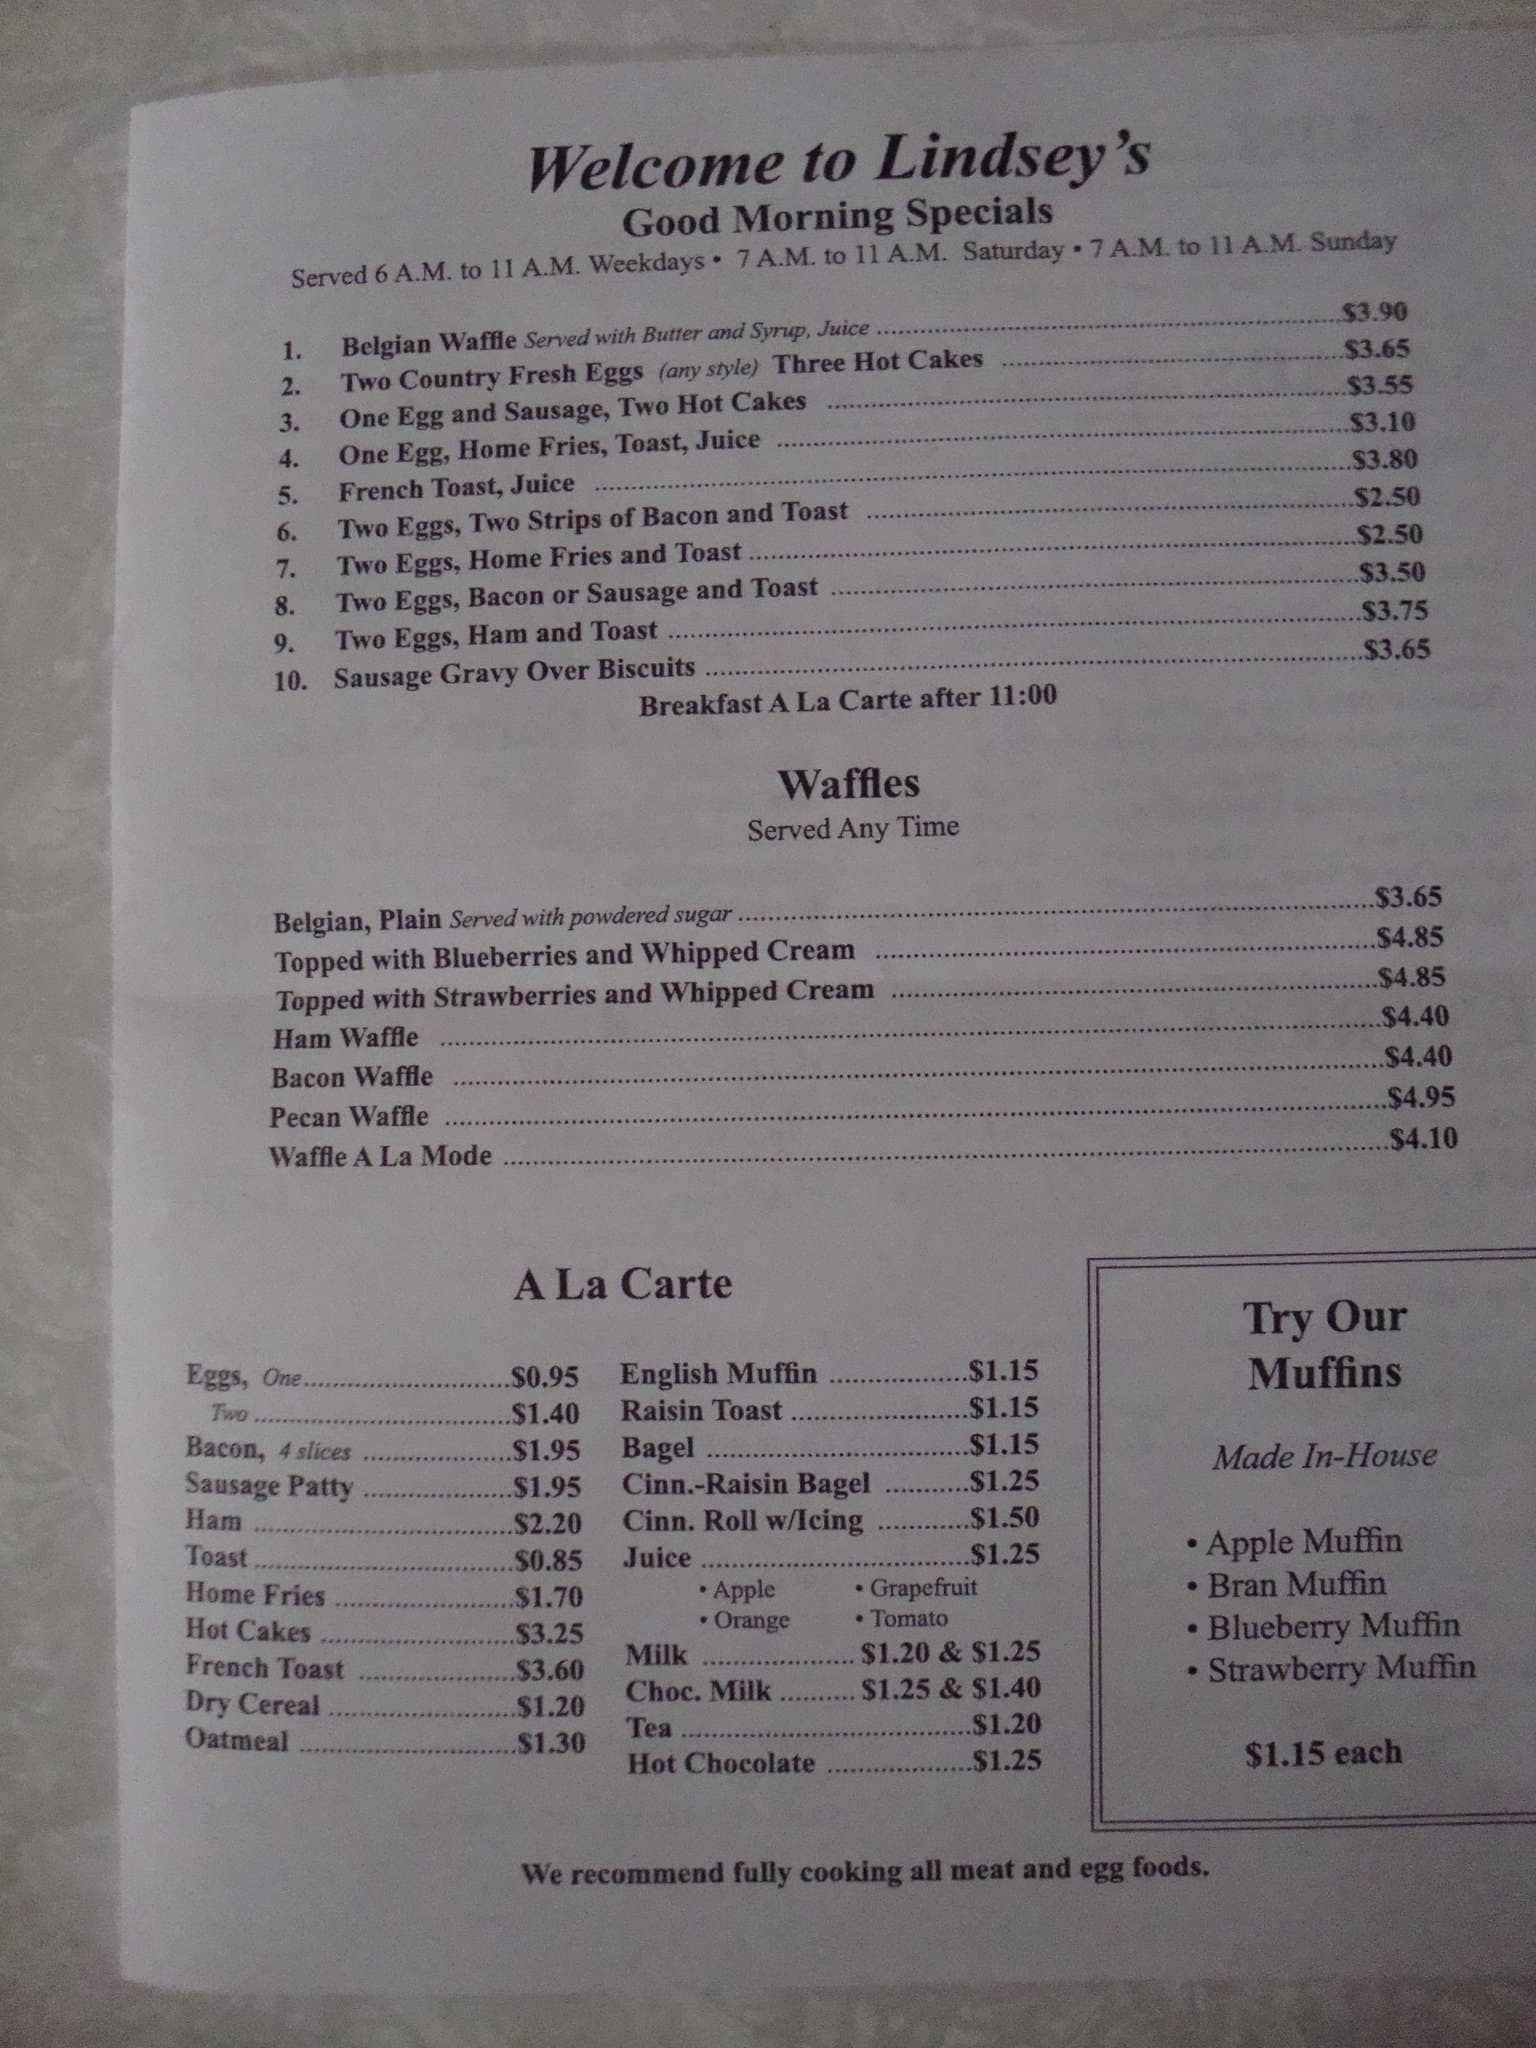 Welcome to Lindsey's
Good Morning Specials
Served 6 A.M. to 11 A.M. Weekdays • 7 A.M. to 11 A.M. Saturday • 7 A.M. to 11 A.M. Sunday
1. Belgian Waffle Served with Butter and Syrup, Juice ........ $3.90
2. Two Country Fresh Eggs (any style) Three Hot Cakes ........ $3.65
3. One Egg and Sausage, Two Hot Cakes ........ $3.55
4. One Egg, Home Fries, Toast, Juice ........ $3.10
5. French Toast, Juice ........ $3.80
6. Two Eggs, Two Strips of Bacon and Toast ........ $2.50
7. Two Eggs, Home Fries and Toast ........ $2.50
8. Two Eggs, Bacon or Sausage and Toast ........ $3.50
9. Two Eggs, Ham and Toast ........ $3.75
10. Sausage Gravy Over Biscuits ........ $3.65
Breakfast A La Carte after 11:00
Waffles
Served Any Time
Belgian, Plain Served with powdered sugar ........ $3.65
Topped with Blueberries and Whipped Cream ........ $4.85
Topped with Strawberries and Whipped Cream ........ $4.85
Ham Waffle ........ $4.40
Bacon Waffle ........ $4.40
Pecan Waffle ........ $4.95
Waffle A La Mode ........ $4.10
A La Carte
Eggs, One ........ $0.95
Two ........ $1.40
Bacon, 4 slices ........ $1.95
Sausage Patty ........ $1.95
Ham ........ $2.20
Toast ........ $0.85
Home Fries ........ $1.70
Hot Cakes ........ $3.25
French Toast ........ $3.60
Dry Cereal ........ $1.20
Oatmeal ........ $1.30
English Muffin ........ $1.15
Raisin Toast ........ $1.15
Bagel ........ $1.15
Cinn.-Raisin Bagel ........ $1.25
Cinn. Roll w/Icing ........ $1.50
Juice ........ $1.25
• Apple • Grapefruit
• Orange • Tomato
Milk ........ $1.20 & $1.25
Choc. Milk ........ $1.25 & $1.40
Tea ........ $1.20
Hot Chocolate ........ $1.25
Try Our
Muffins
Made In-House
• Apple Muffin
• Bran Muffin
• Blueberry Muffin
• Strawberry Muffin
$1.15 each
We recommend fully cooking all meat and egg foods.